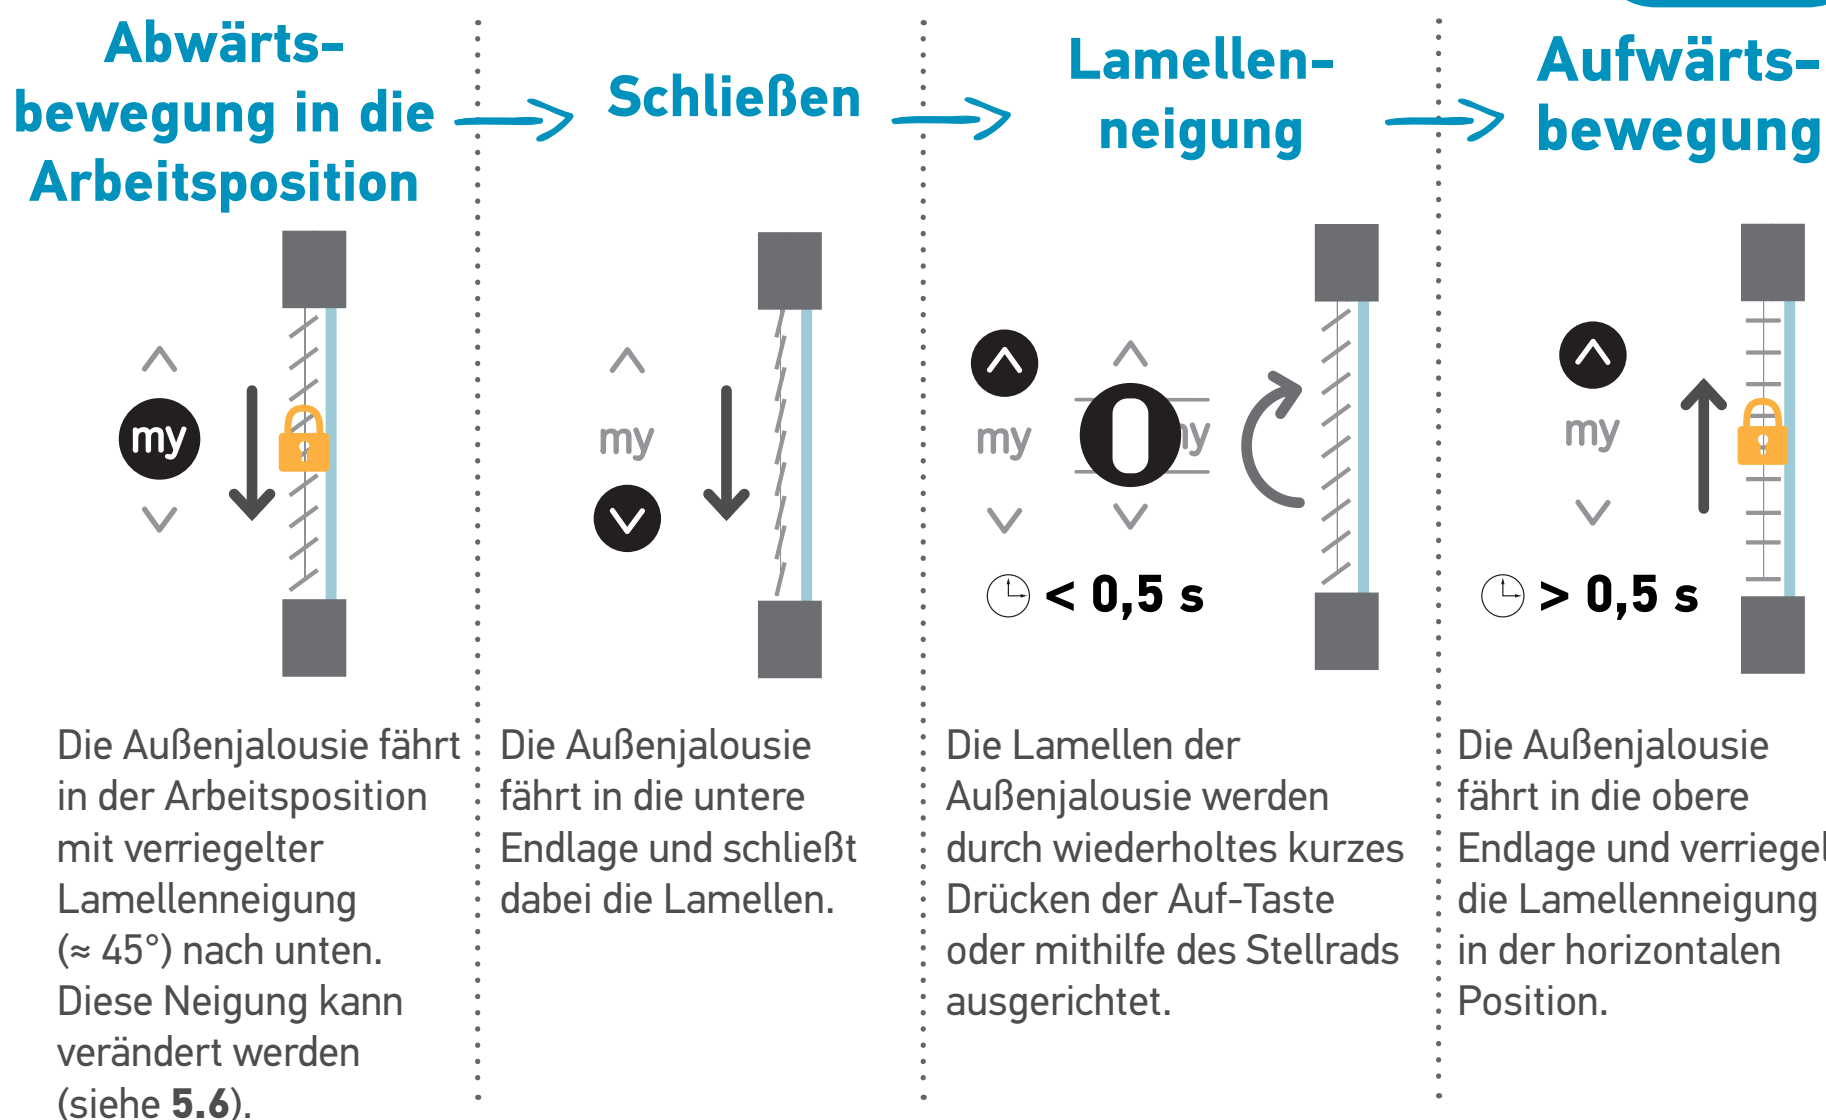 Abwärts-
bewegung in die
Arbeitsposition
my
Die Außenjalousie fährt
in der Arbeitsposition
mit verriegelter
Lamellenneigung
(≈ 45°) nach unten.
Diese Neigung kann
verändert werden
(siehe 5.6).
Schließen
my
Die Außenjalousie
fährt in die untere
Endlage und schließt
dabei die Lamellen.
Lamellen-
neigung
my
my
< 0,5 s
Die Lamellen der
Außenjalousie werden
durch wiederholtes kurzes
Drücken der Auf-Taste
oder mithilfe des Stellrads
ausgerichtet.
Aufwärts-
bewegung
my
> 0,5 s
Die Außenjalousie
fährt in die obere
Endlage und verriegel
die Lamellenneigung
in der horizontalen
Position.